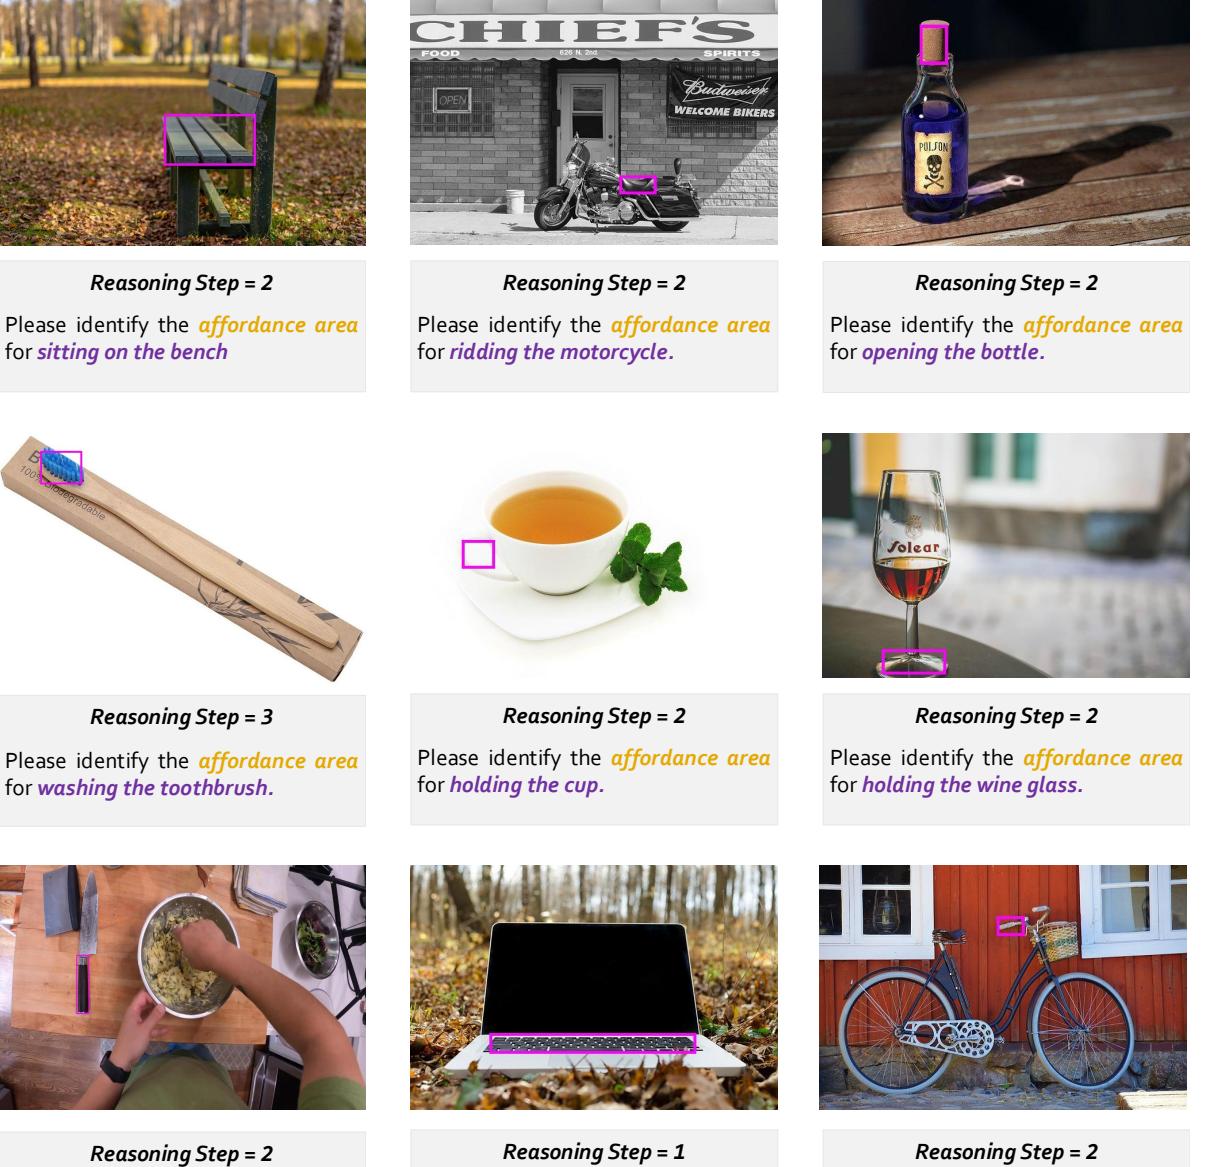 CHIEF'S
FOOD 626 N. 2nd SPIRITS
OPEN
Budweiser
WELCOME BIKERS
POISON
Reasoning Step = 2
Please identify the affordance area
for sitting on the bench
Reasoning Step = 2
Please identify the affordance area
for ridding the motorcycle.
Reasoning Step = 2
Please identify the affordance area
for opening the bottle.
100% Biodegradable
Solear
Reasoning Step = 3
Please identify the affordance area
for washing the toothbrush.
Reasoning Step = 2
Please identify the affordance area
for holding the cup.
Reasoning Step = 2
Please identify the affordance area
for holding the wine glass.
Reasoning Step = 2
Reasoning Step = 1
Reasoning Step = 2